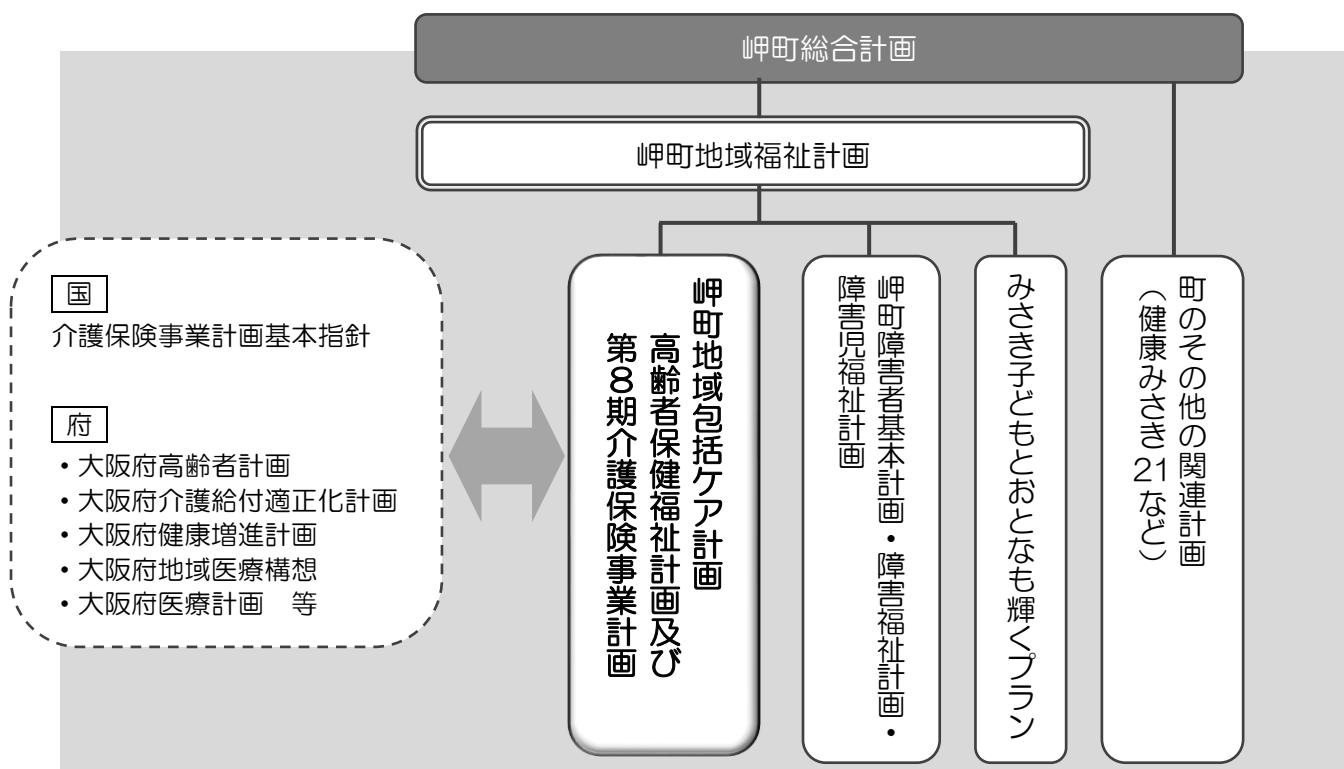 岬町総合計画
岬町地域福祉計画
国
介護保険事業計画基本指針
府
・大阪府高齢者計画
・大阪府介護給付適正化計画
・大阪府健康増進計画
・大阪府地域医療構想
・大阪府医療計画　等
岬町地域包括ケア計画
高齢者保健福祉計画及び
第8期介護保険事業計画
岬町障害者基本計画・障害福祉計画・
障害児福祉計画
みさき子どもとおとなも輝くプラン
町のその他の関連計画
（健康みさき21など）